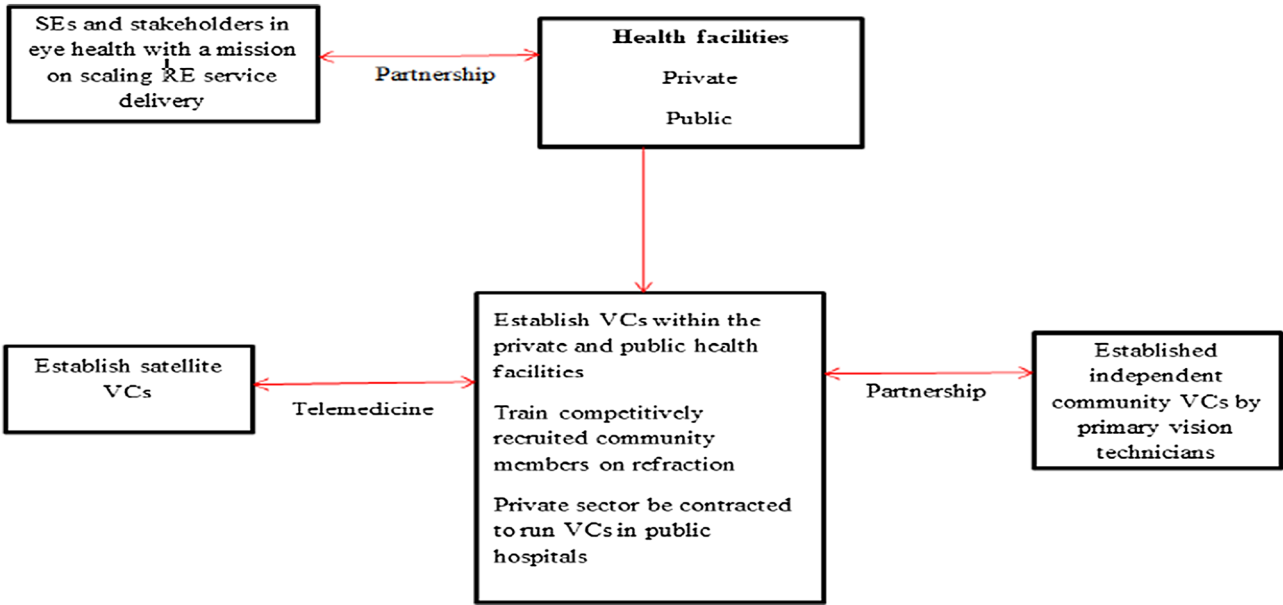 SEs and stakeholders in
eye health with a mission
on scaling RE service
delivery
Partnership
Health facilities
Private
Public
Establish satellite
VCs
Telemedicine
Establish VCs within the
private and public health
facilities
Train competitively
recruited community
members on refraction
Private sector be contracted
to run VCs in public
hospitals
Partnership
Established
independent
community VCs by
primary vision
technicians